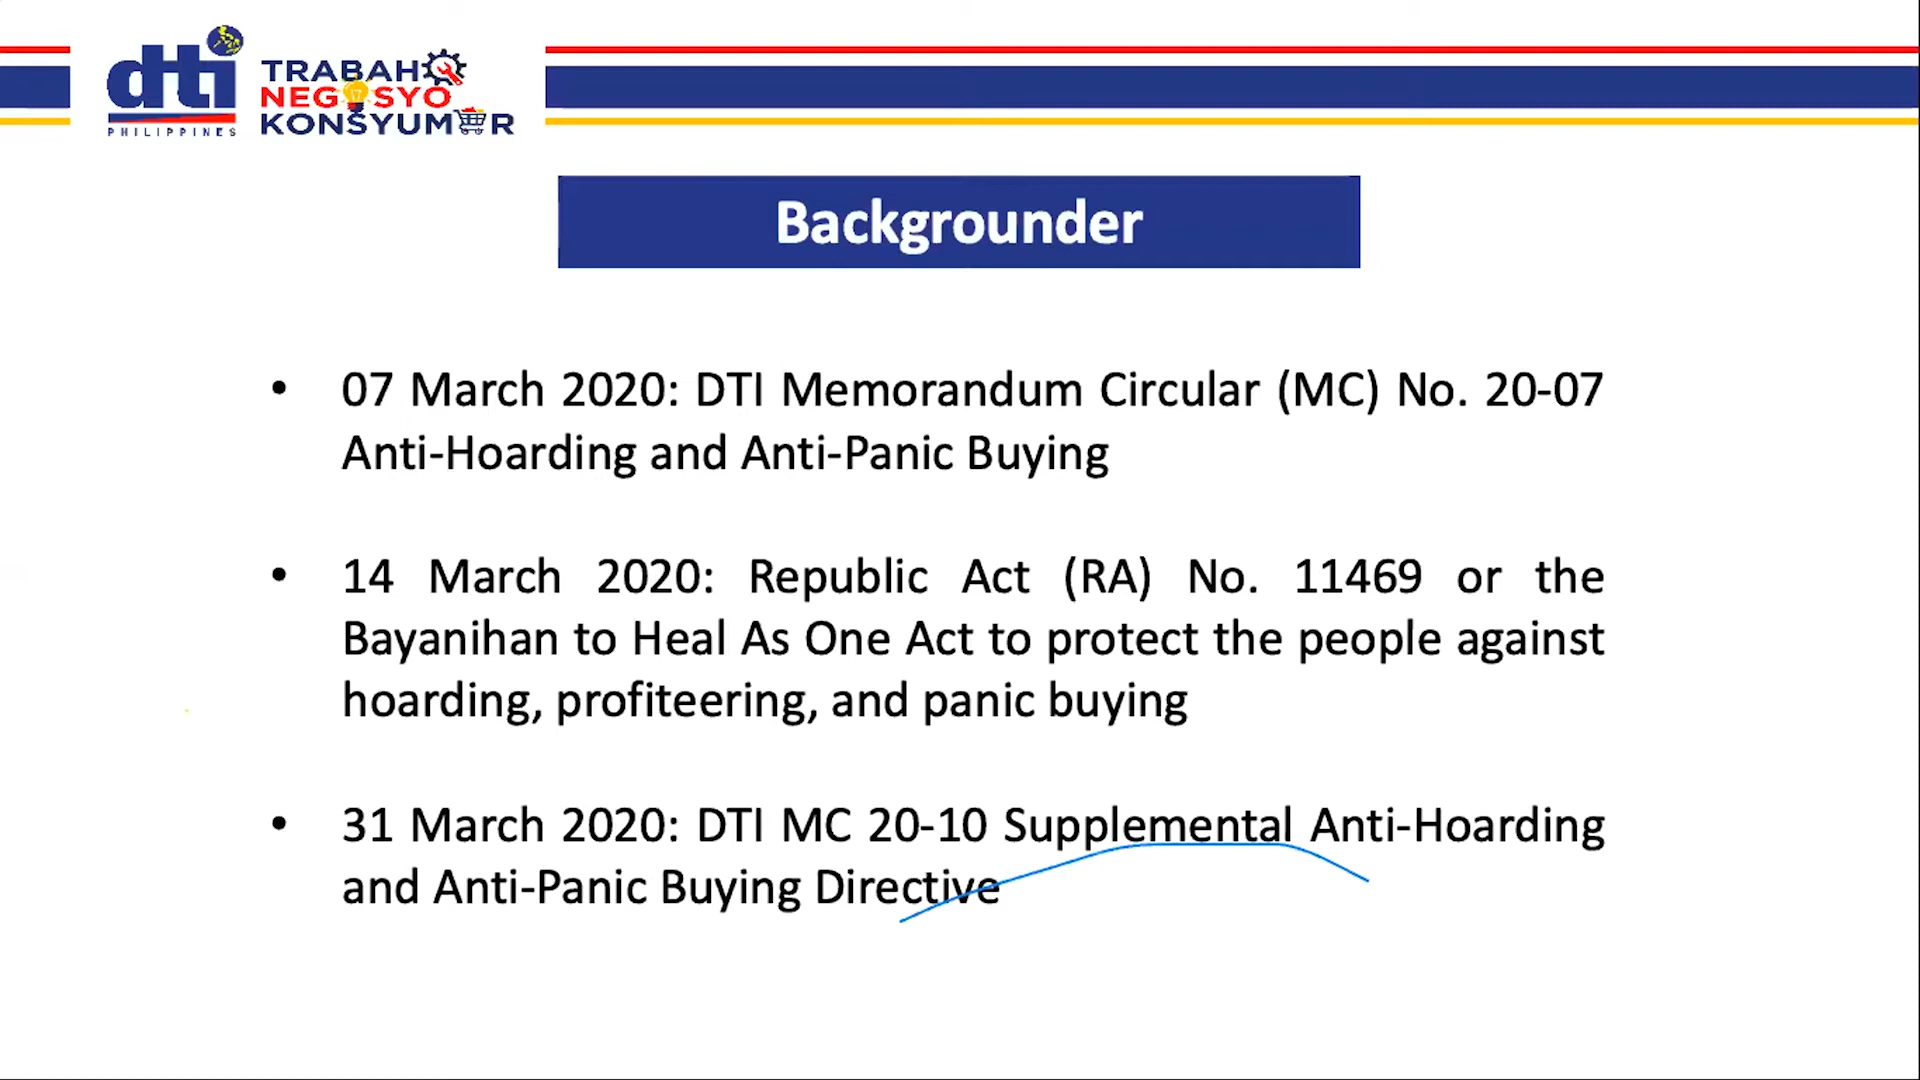 dti
PHILIPPINES
TRABAHO
NEGOSYO
KONSYUMER
Backgrounder
• 07 March 2020: DTI Memorandum Circular (MC) No. 20-07
Anti-Hoarding and Anti-Panic Buying
• 14 March 2020: Republic Act (RA) No. 11469 or the
Bayanihan to Heal As One Act to protect the people against
hoarding, profiteering, and panic buying
• 31 March 2020: DTI MC 20-10 Supplemental Anti-Hoarding
and Anti-Panic Buying Directive